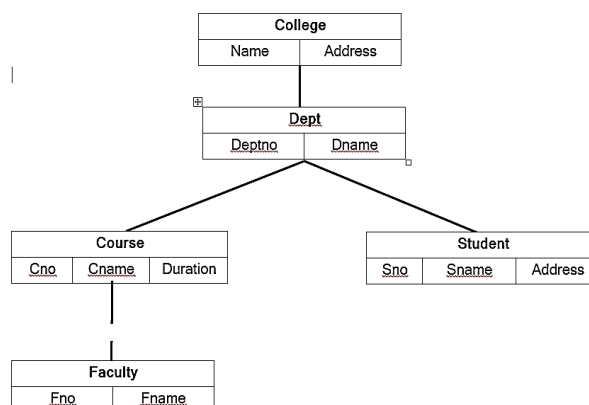 College
Name Address
Dept
Deptno Dname
Course
Cno Cname Duration
Student
Sno Sname Address
Faculty
Fno Fname